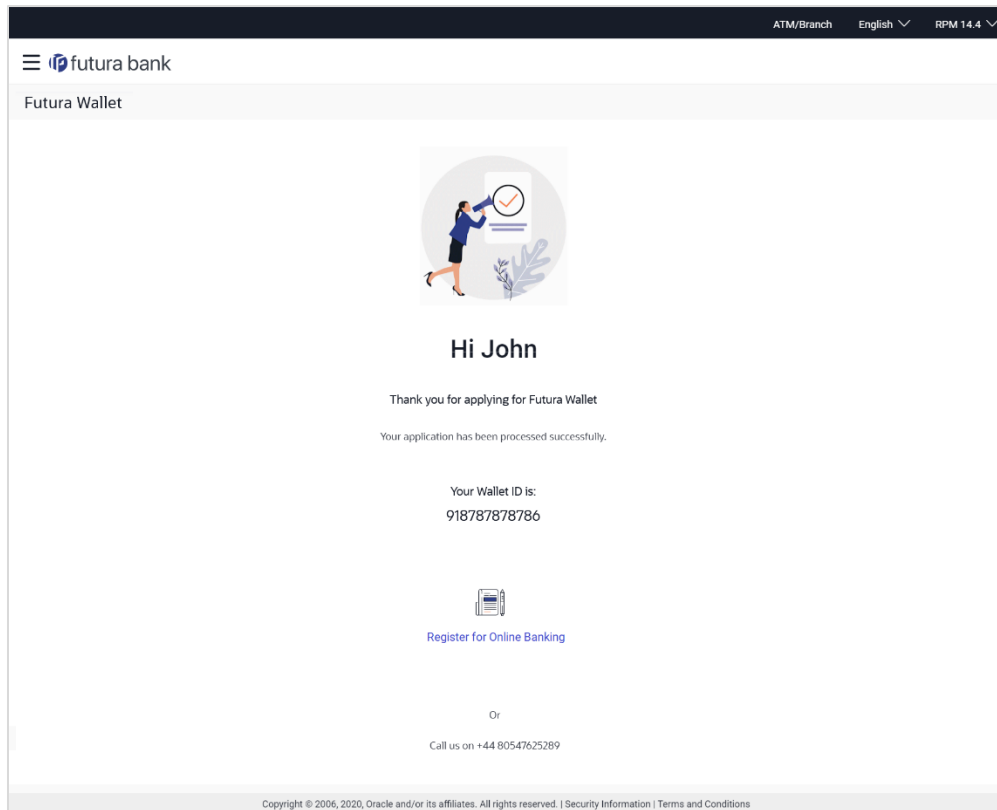 ATM/Branch English RPM 14.4
futura bank
Futura Wallet
Hi John
Thank you for applying for Futura Wallet
Your application has been processed successfully.
Your Wallet ID is:
918787878786
Register for Online Banking
Or
Call us on +44 80547625289
Copyright © 2006, 2020, Oracle and/or its affiliates. All rights reserved. | Security Information | Terms and Conditions